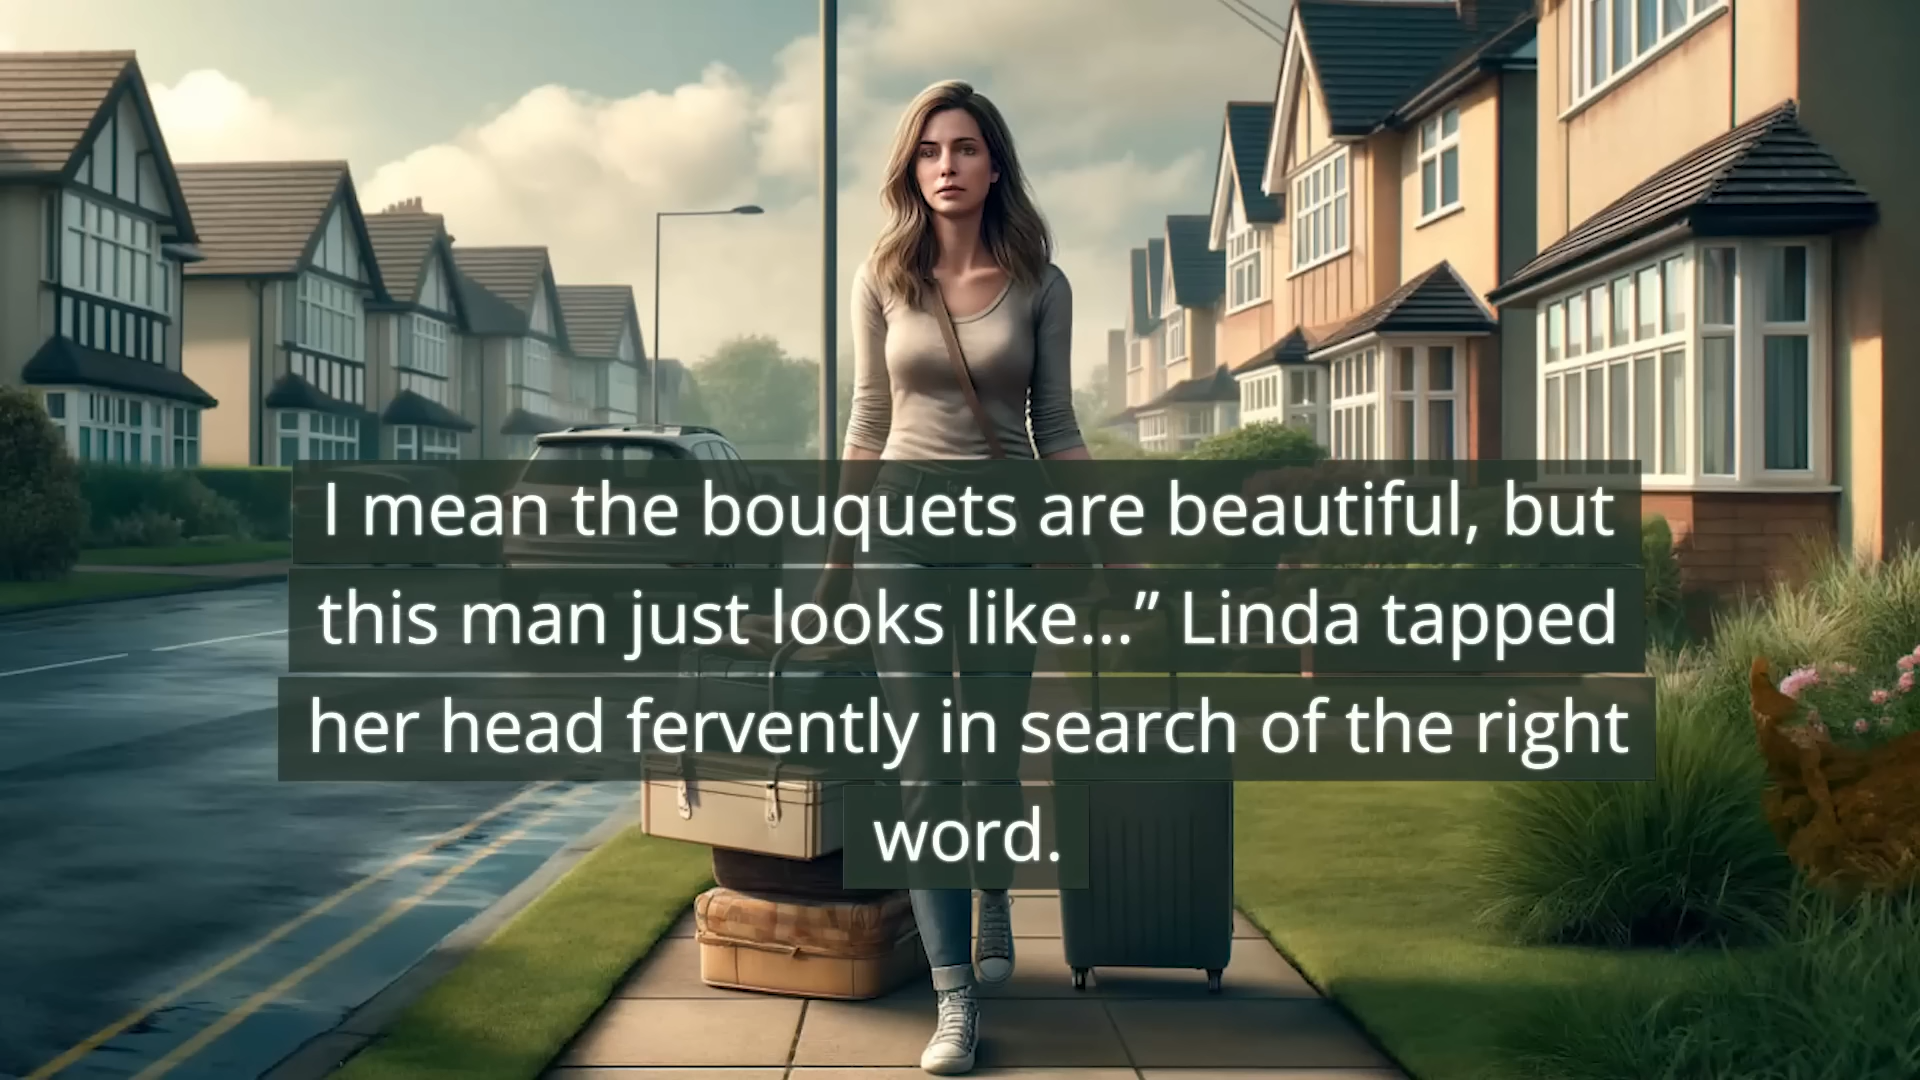 I mean the bouquets are beautiful, but
this man just looks like...” Linda tapped
her head fervently in search of the right
word.